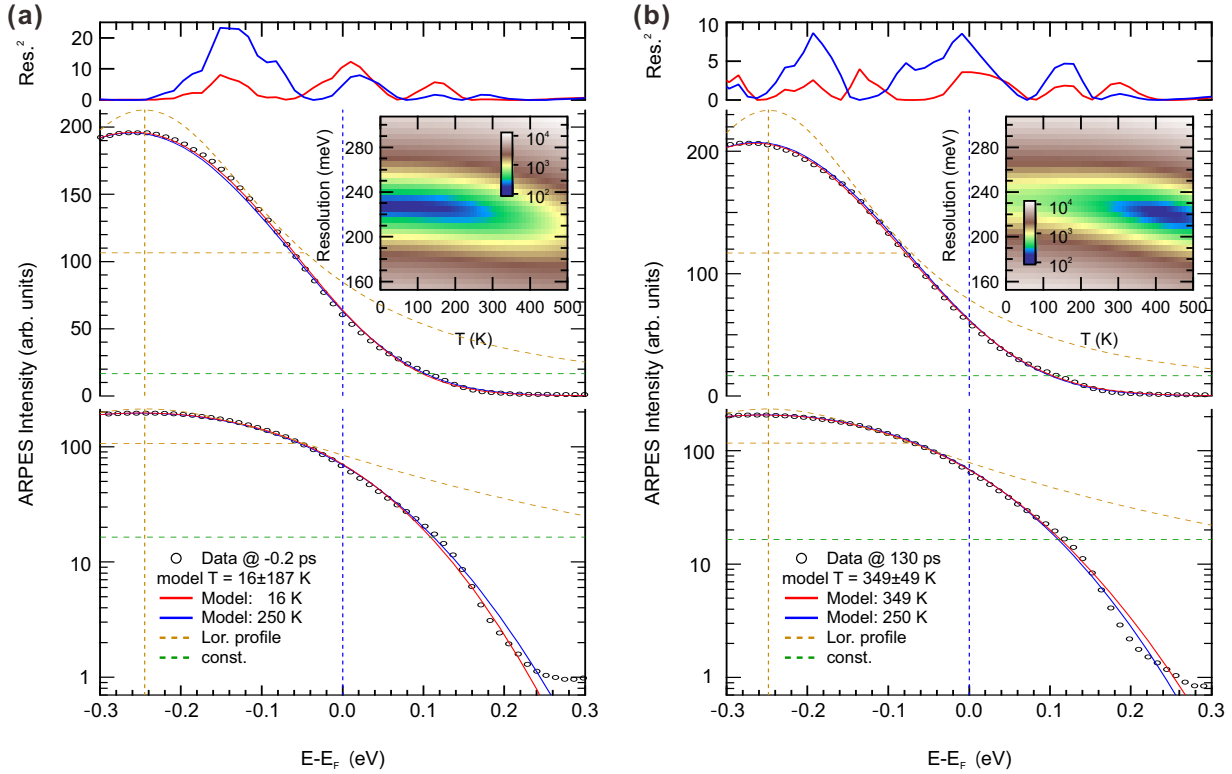 (a)
Res.²
20
10
0
200
150
100
50
0
Resolution (meV)
280
240
200
160
10⁴
10³
10²
0 100 200 300 400 500
T (K)
ARPES Intensity (arb. units)
100
10
1
Data @ -0.2 ps
model T = 16±187 K
Model: 16 K
Model: 250 K
Lor. profile
const.
-0.3 -0.2 -0.1 0.0 0.1 0.2 0.3
E-E_F (eV)
(b)
Res.²
10
5
0
200
100
0
Resolution (meV)
280
240
200
160
10⁴
10³
10²
0 100 200 300 400 500
T (K)
ARPES Intensity (arb. units)
100
10
1
Data @ 130 ps
model T = 349±49 K
Model: 349 K
Model: 250 K
Lor. profile
const.
-0.3 -0.2 -0.1 0.0 0.1 0.2 0.3
E-E_F (eV)